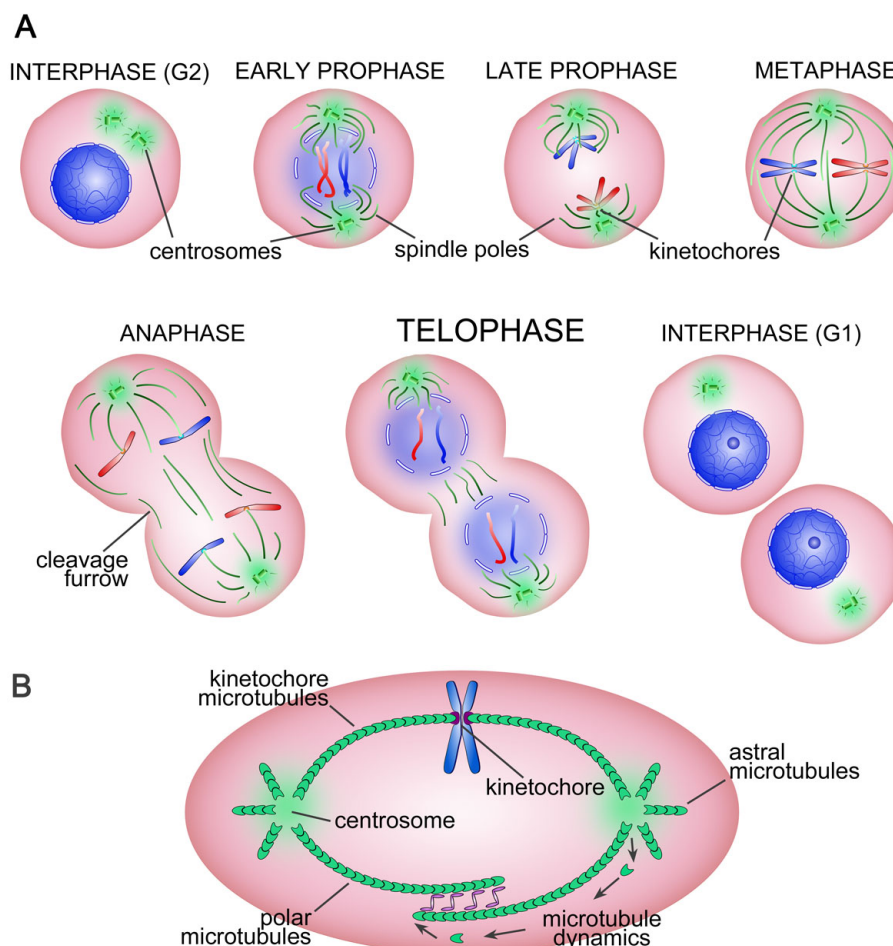 A
INTERPHASE (G2)
EARLY PROPHASE
LATE PROPHASE
METAPHASE
centrosomes
spindle poles
kinetochores
ANAPHASE
TELOPHASE
INTERPHASE (G1)
cleavage
furrow
B
kinetochore
microtubules
astral
microtubules
kinetochore
centrosome
polar
microtubules
microtubule
dynamics